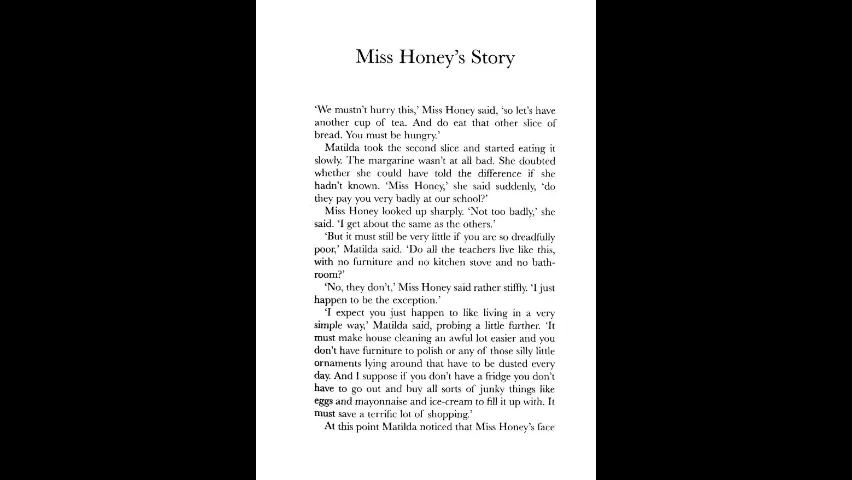 Miss Honey's Story
'We mustn't hurry this,' Miss Honey said, 'so let's have
another cup of tea. And do eat that other slice of
bread. You must be hungry.'
Matilda took the second slice and started eating it
slowly. The margarine wasn't at all bad. She doubted
whether she could have told the difference if she
hadn't known. 'Miss Honey,' she said suddenly, 'do
they pay you very badly at our school?'
Miss Honey looked up sharply. 'Not too badly,' she
said. 'I get about the same as the others.'
'But it must still be very little if you are so dreadfully
poor,' Matilda said. 'Do all the teachers live like this,
with no furniture and no kitchen stove and no bath-
room?'
'No, they don't,' Miss Honey said rather stiffly. 'I just
happen to be the exception.'
'I expect you just happen to like living in a very
simple way,' Matilda said, probing a little further. 'It
must make house cleaning an awful lot easier and you
don't have furniture to polish or any of those silly little
ornaments lying around that have to be dusted every
day. And I suppose if you don't have a fridge you don't
have to go out and buy all sorts of junky things like
eggs and mayonnaise and ice-cream to fill it up with. It
must save a terrific lot of shopping.'
At this point Matilda noticed that Miss Honey's face